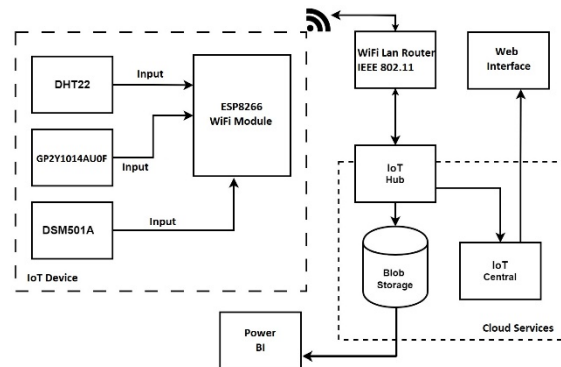 DHT22
Input
GP2Y1014AU0F
Input
DSM501A
Input
ESP8266
WiFi Module
IoT Device
WiFi Lan Router
IEEE 802.11
Web
Interface
IoT
Hub
Blob
Storage
IoT
Central
Cloud Services
Power
BI